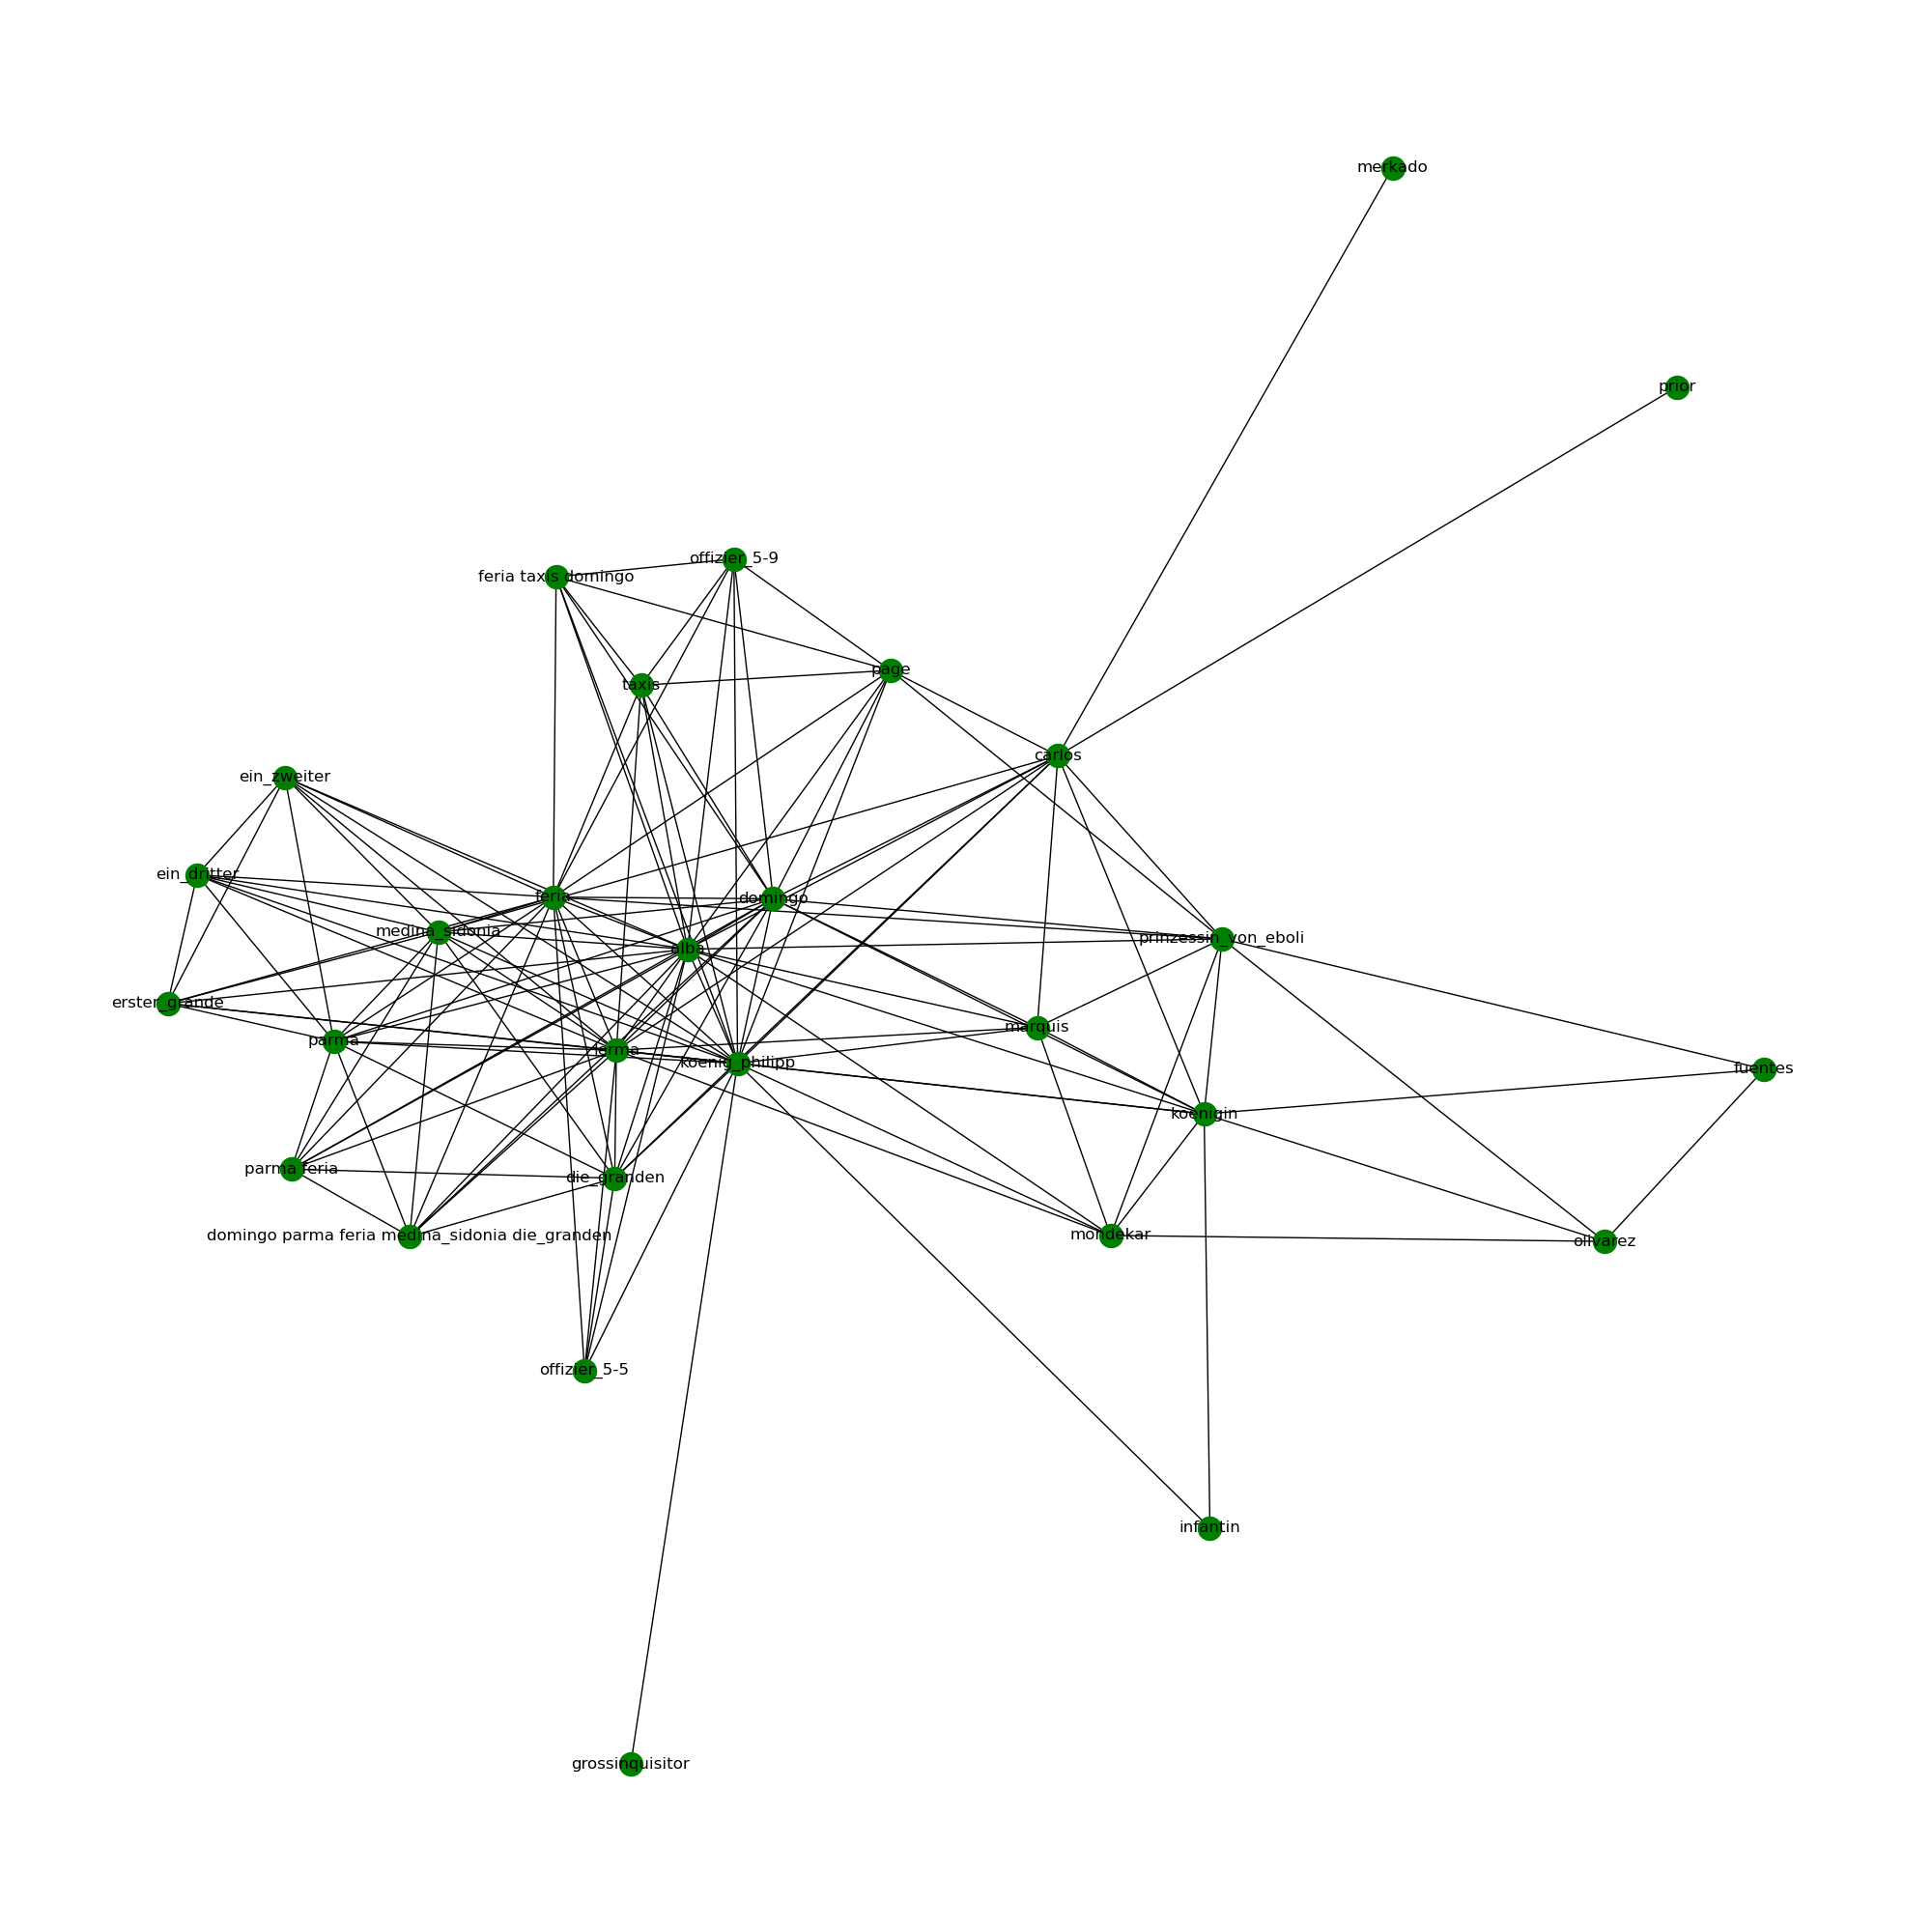 merkado
prior
offizier_5-9
feria taxis domingo
page
taxis
carlos
ein_zweiter
ein_dritter
feria
domingo
medina_sidonia
prinzessin_von_eboli
alba
erster_grande
marquis
parma
lerma
koenig_philipp
fuentes
koenigin
parma feria
die_granden
domingo parma feria medina_sidonia die_granden
mondekar
olivarez
offizier_5-5
infantin
grossinquisitor